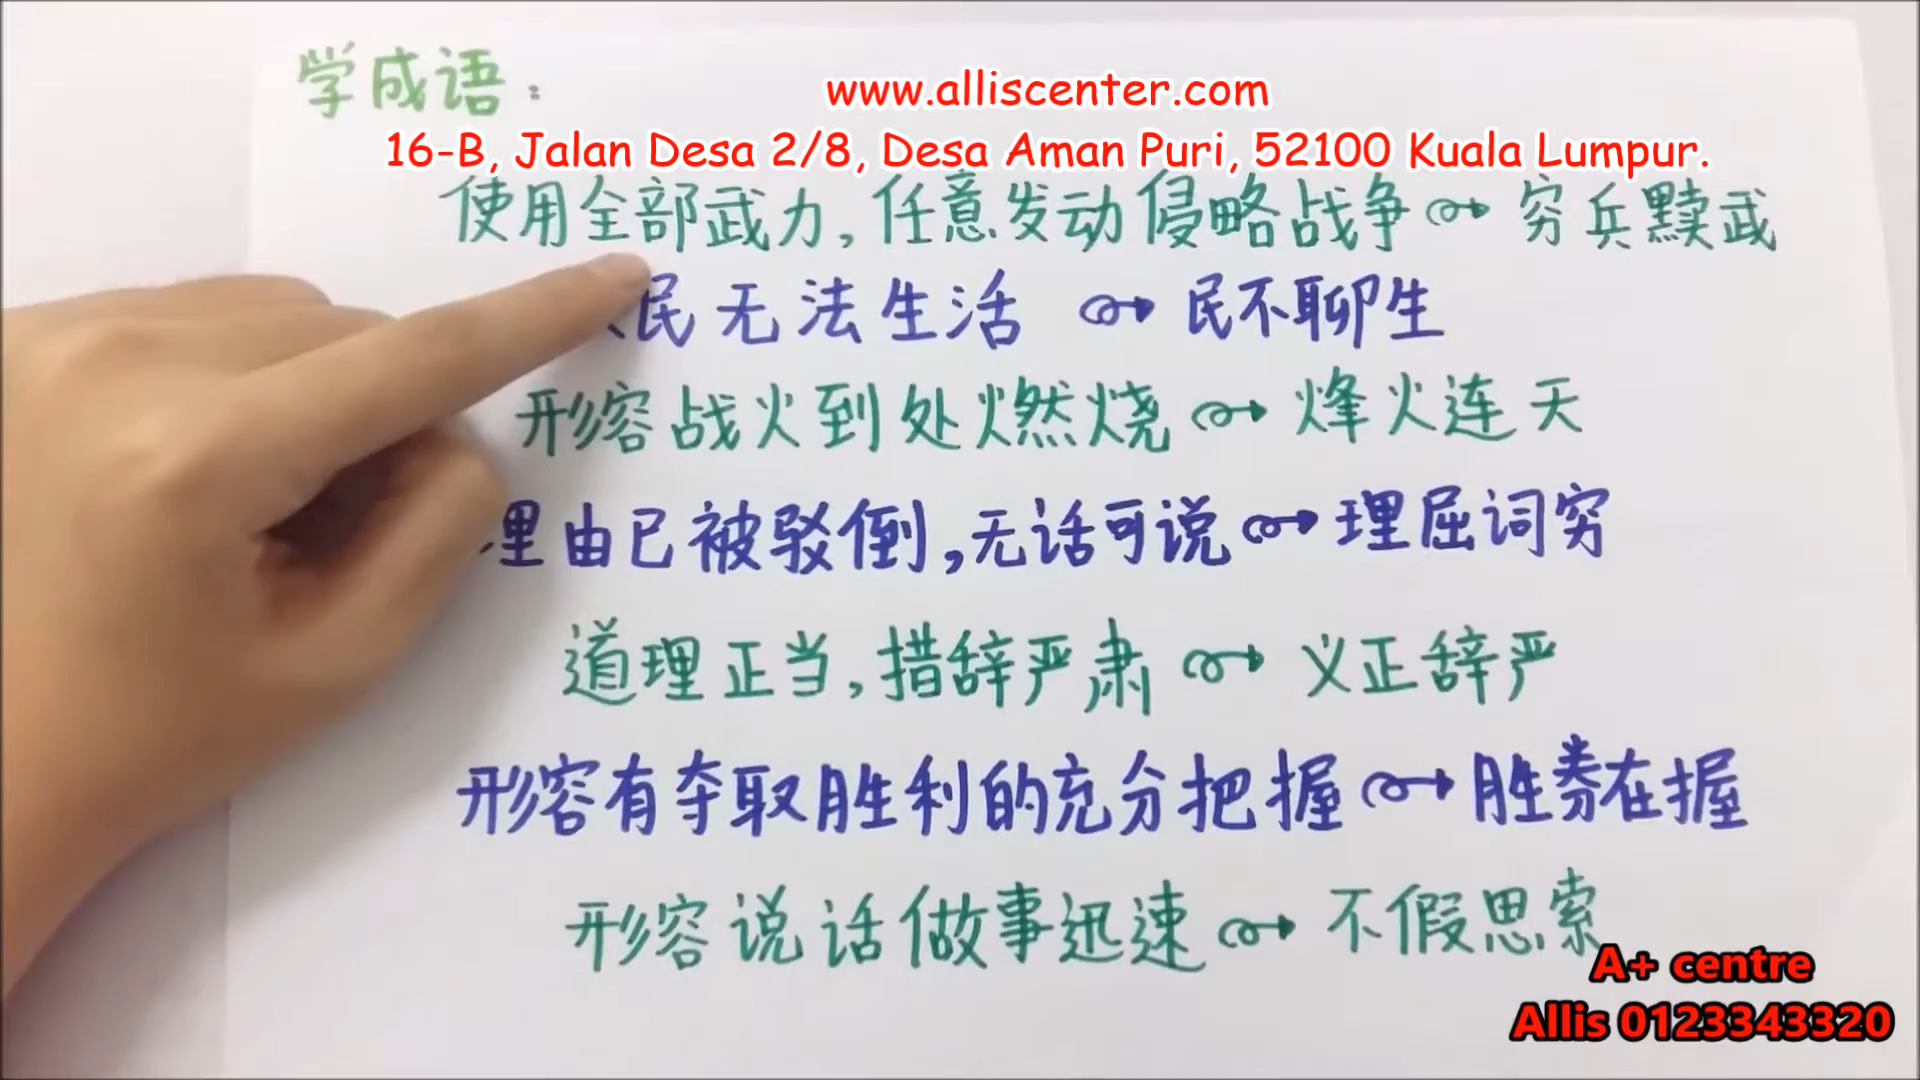 学成语：
www.alliscenter.com
16-B, Jalan Desa 2/8, Desa Aman Puri, 52100 Kuala Lumpur.
使用全部武力，任意发动侵略战争 → 穷兵黩武
民无法生活 → 民不聊生
形容战火到处燃烧 → 烽火连天
理由已被驳倒，无话可说 → 理屈词穷
道理正当，措辞严肃 → 义正辞严
形容有夺取胜利的充分把握 → 胜券在握
形容说话做事迅速 → 不假思索
A+ centre
Allis 0123343320